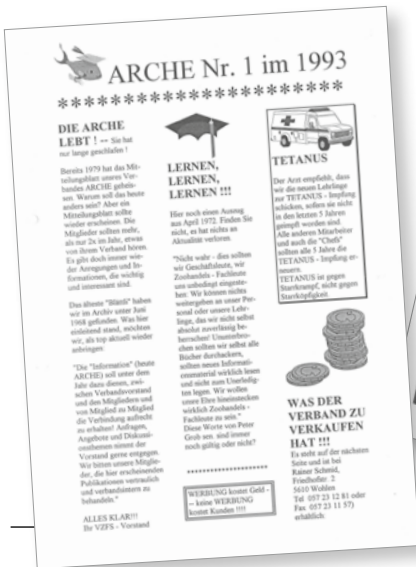 ARCHE Nr. 1 im 1993
**********************
DIE ARCHE
LEBT ! -- Sie hat
nur lange geschlafen !
Bereits 1979 hat das Mit-
teilungsblatt unseres Ver-
bandes ARCHE geheis-
sen. Warum soll das heute
anders sein? Aber ein
Mitteilungsblatt sollte
wieder erscheinen. Die
Mitglieder sollten mehr,
als nur 2x im Jahr, etwas
von ihrem Verband hören.
Es gibt doch immer wie-
der Anregungen und In-
formationen, die wichtig
und interessant sind.
Das älteste "Blättli" haben
wir im Archiv unter Juni
1968 gefunden. Was hier
einleitend stand, möchten
wir, als top aktuell wieder
anbringen:
"Die "Information" (heute
ARCHE) soll unter dem
Jahr dazu dienen, zwi-
schen Verbandsvorstand
und den Mitgliedern und
von Mitglied zu Mitglied
die Verbindung aufrecht
zu erhalten! Anfragen,
Angebote und Diskussi-
onsthemen nimmt der
Vorstand gerne entgegen.
Wir bitten unsere Mitglie-
der, die hier erscheinenden
Publikationen vertraulich
und verbandsintern zu
behandeln."
ALLES KLAR!!!
Ihr VZFS - Vorstand
LERNEN,
LERNEN,
LERNEN !!!
Hier noch einen Auszug
aus April 1972. Finden Sie
nicht, es hat nichts an
Aktualität verloren.
"Nicht wahr - dies sollten
wir Geschäftsleute, wir
Zoohandels - Fachleute
uns unbedingt eingeste-
hen: Wir können nichts
weitergeben an unser Per-
sonal oder unsere Lehr-
linge, das wir nicht selbst
absolut zuverlässig be-
herrschen! Ununterbro-
chen sollten wir selbst alle
Bücher durchackern,
sollten neues Informati-
onsmaterial wirklich lesen
und nicht zum Unerledig-
ten legen. Wir wollen
unsre Ehre hineinstecken
wirklich Zoohandels -
Fachleute zu sein."
Diese Worte von Peter
Grob sen. sind immer
noch gültig oder nicht?
*********************
WERBUNG kostet Geld -
-- keine WERBUNG
kostet Kunden !!!!
TETANUS
Der Arzt empfiehlt, dass
wir die neuen Lehrlinge
zur TETANUS - Impfung
schicken, sofern sie nicht
in den letzten 5 Jahren
geimpft worden sind.
Alle anderen Mitarbeiter
und auch die "Chefs"
sollten alle 5 Jahre die
TETANUS - Impfung er-
neuern.
TETANUS ist gegen
Starrkrampf, nicht gegen
Starrköpfigkeit.
WAS DER
VERBAND ZU
VERKAUFEN
HAT !!!
Es steht auf der nächsten
Seite und ist bei
Rainer Schmid,
Friedhofstr. 2
5610 Wohlen
Tel 057 23 12 81 oder
Fax 057 23 11 57)
erhältlich.